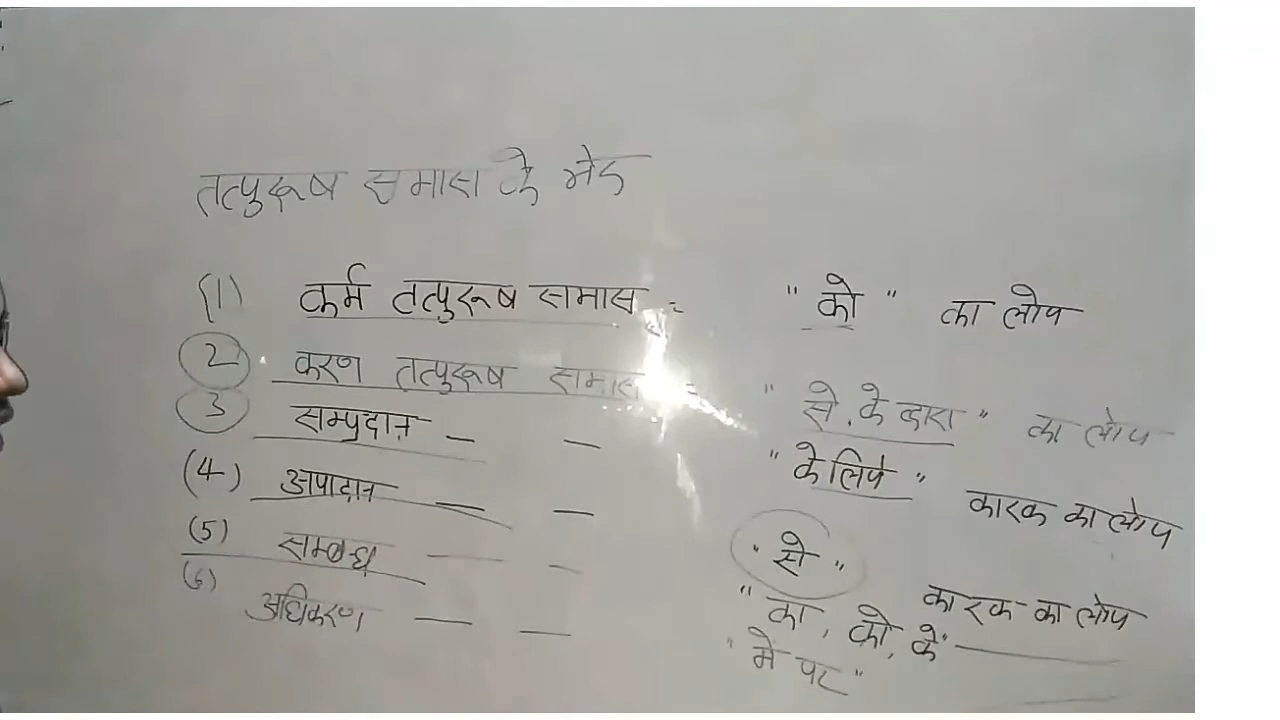 तत्पुरूष समास के भेद
(1) कर्म तत्पुरूष समास = "को" का लोप
2 करण तत्पुरूष समास = "से, के द्वारा" का लोप
3 सम्प्रदान — — "के लिये" कारक का लोप
(4) अपादान — — "से" कारक का लोप
(5) सम्बन्ध — — "का, को, के" —
(6) अधिकरण — — "मे पर"